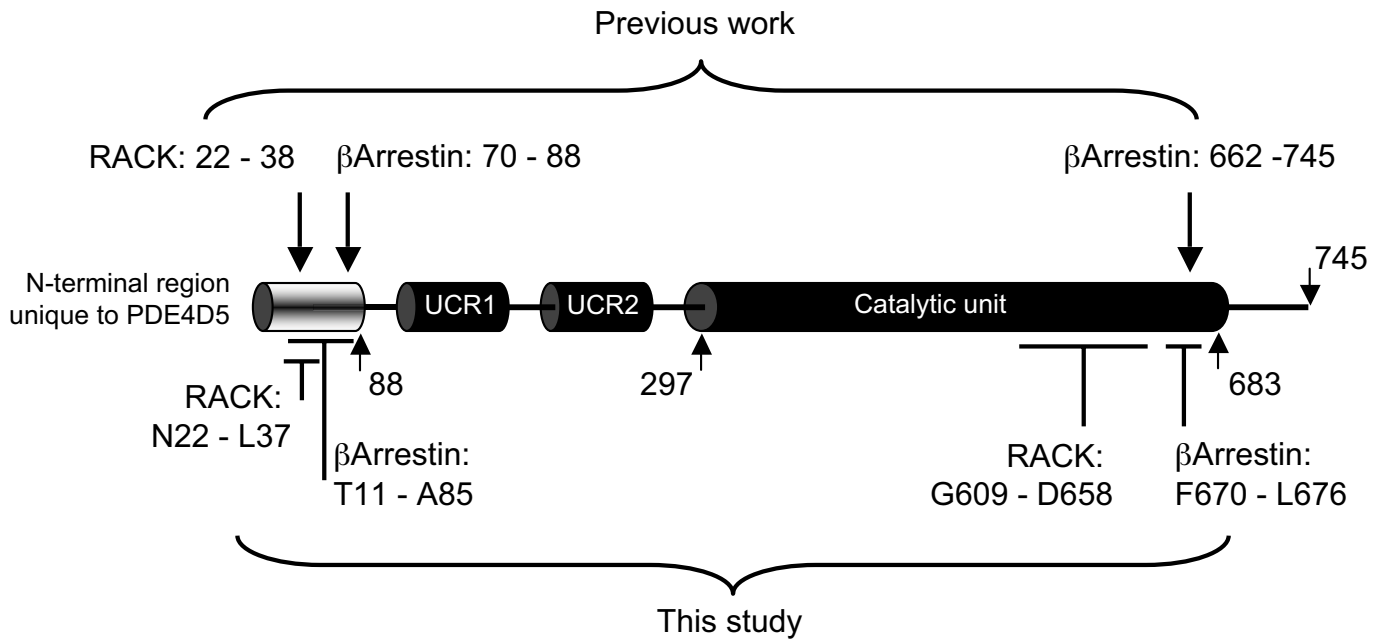 Previous work
RACK: 22 - 38
βArrestin: 70 - 88
βArrestin: 662 -745
745
N-terminal region
unique to PDE4D5
UCR1
UCR2
Catalytic unit
88
297
683
RACK:
N22 - L37
βArrestin:
T11 - A85
RACK:
G609 - D658
βArrestin:
F670 - L676
This study